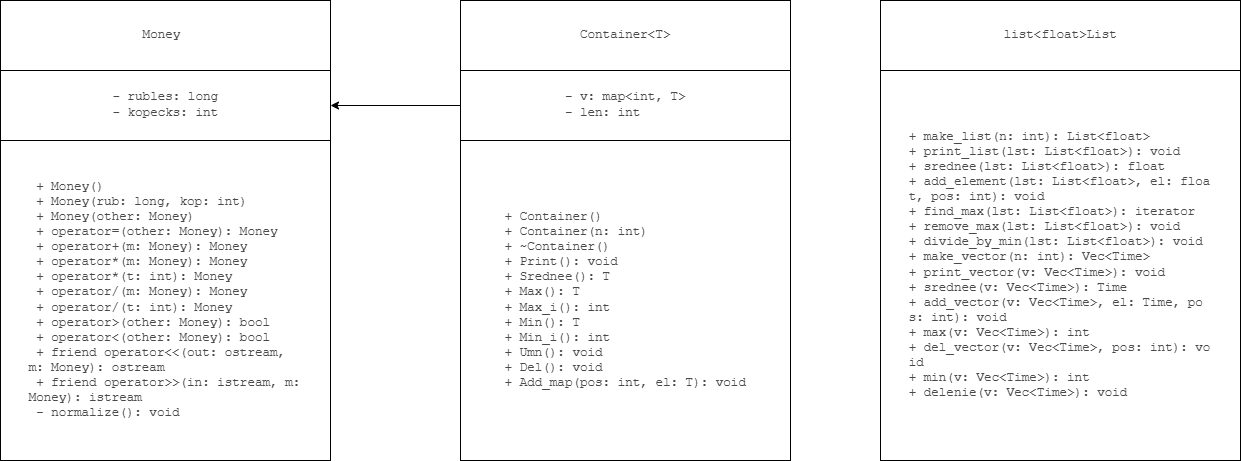 Money
- rubles: long
- kopecks: int
+ Money()
+ Money(rub: long, kop: int)
+ Money(other: Money)
+ operator=(other: Money): Money
+ operator+(m: Money): Money
+ operator*(m: Money): Money
+ operator*(t: int): Money
+ operator/(m: Money): Money
+ operator/(t: int): Money
+ operator>(other: Money): bool
+ operator<(other: Money): bool
+ friend operator<<(out: ostream,
m: Money): ostream
+ friend operator>>(in: istream, m:
Money): istream
- normalize(): void
Container<T>
- v: map<int, T>
- len: int
+ Container()
+ Container(n: int)
+ ~Container()
+ Print(): void
+ Srednee(): T
+ Max(): T
+ Max_i(): int
+ Min(): T
+ Min_i(): int
+ Umn(): void
+ Del(): void
+ Add_map(pos: int, el: T): void
list<float>List
+ make_list(n: int): List<float>
+ print_list(lst: List<float>): void
+ srednee(lst: List<float>): float
+ add_element(lst: List<float>, el: floa
t, pos: int): void
+ find_max(lst: List<float>): iterator
+ remove_max(lst: List<float>): void
+ divide_by_min(lst: List<float>): void
+ make_vector(n: int): Vec<Time>
+ print_vector(v: Vec<Time>): void
+ srednee(v: Vec<Time>): Time
+ add_vector(v: Vec<Time>, el: Time, po
s: int): void
+ max(v: Vec<Time>): int
+ del_vector(v: Vec<Time>, pos: int): vo
id
+ min(v: Vec<Time>): int
+ delenie(v: Vec<Time>): void